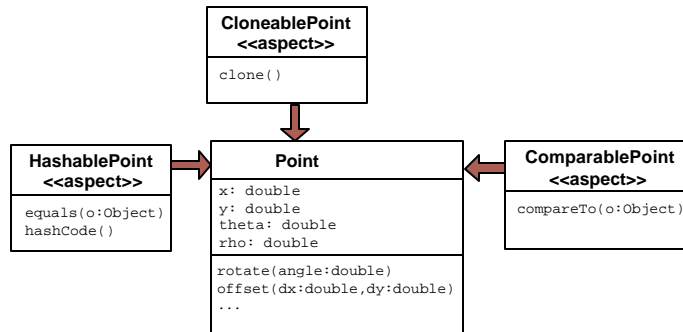 CloneablePoint
<<aspect>>
clone()
HashablePoint
<<aspect>>
equals(o:Object)
hashCode()
Point
x: double
y: double
theta: double
rho: double
rotate(angle:double)
offset(dx:double,dy:double)
...
ComparablePoint
<<aspect>>
compareTo(o:Object)